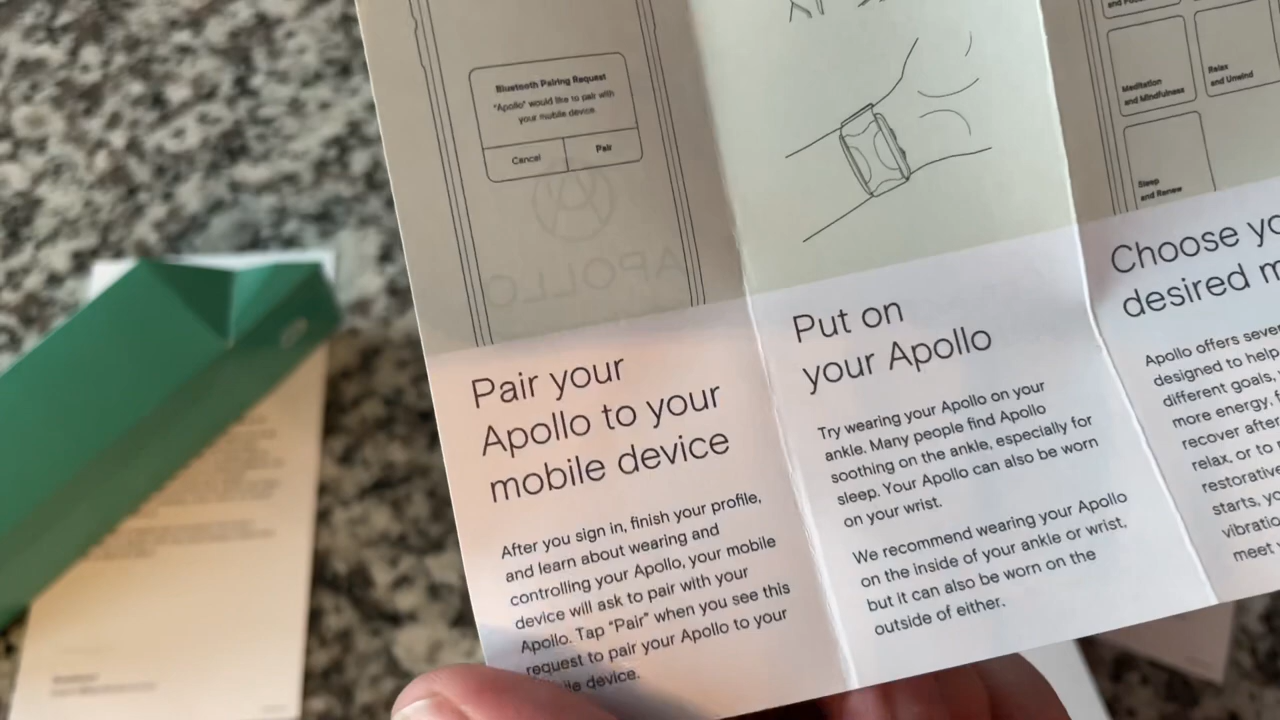 Bluetooth Pairing Request
"Apollo" would like to pair with
your mobile device.
Cancel
Pair
APOLLO
Pair your
Apollo to your
mobile device
After you sign in, finish your profile,
and learn about wearing and
controlling your Apollo, your mobile
device will ask to pair with your
Apollo. Tap "Pair" when you see this
request to pair your Apollo to your
device.
Put on
your Apollo
Try wearing your Apollo on your
ankle. Many people find Apollo
soothing on the ankle, especially for
sleep. Your Apollo can also be worn
on your wrist.
We recommend wearing your Apollo
on the inside of your ankle or wrist,
but it can also be worn on the
outside of either.
Meditation
and Mindfulness
Relax
and Unwind
Sleep
and Renew
Choose
desired
Apollo offers
designed to help
different goals,
more energy,
recover after
relax, or to
restorative
starts,
meet